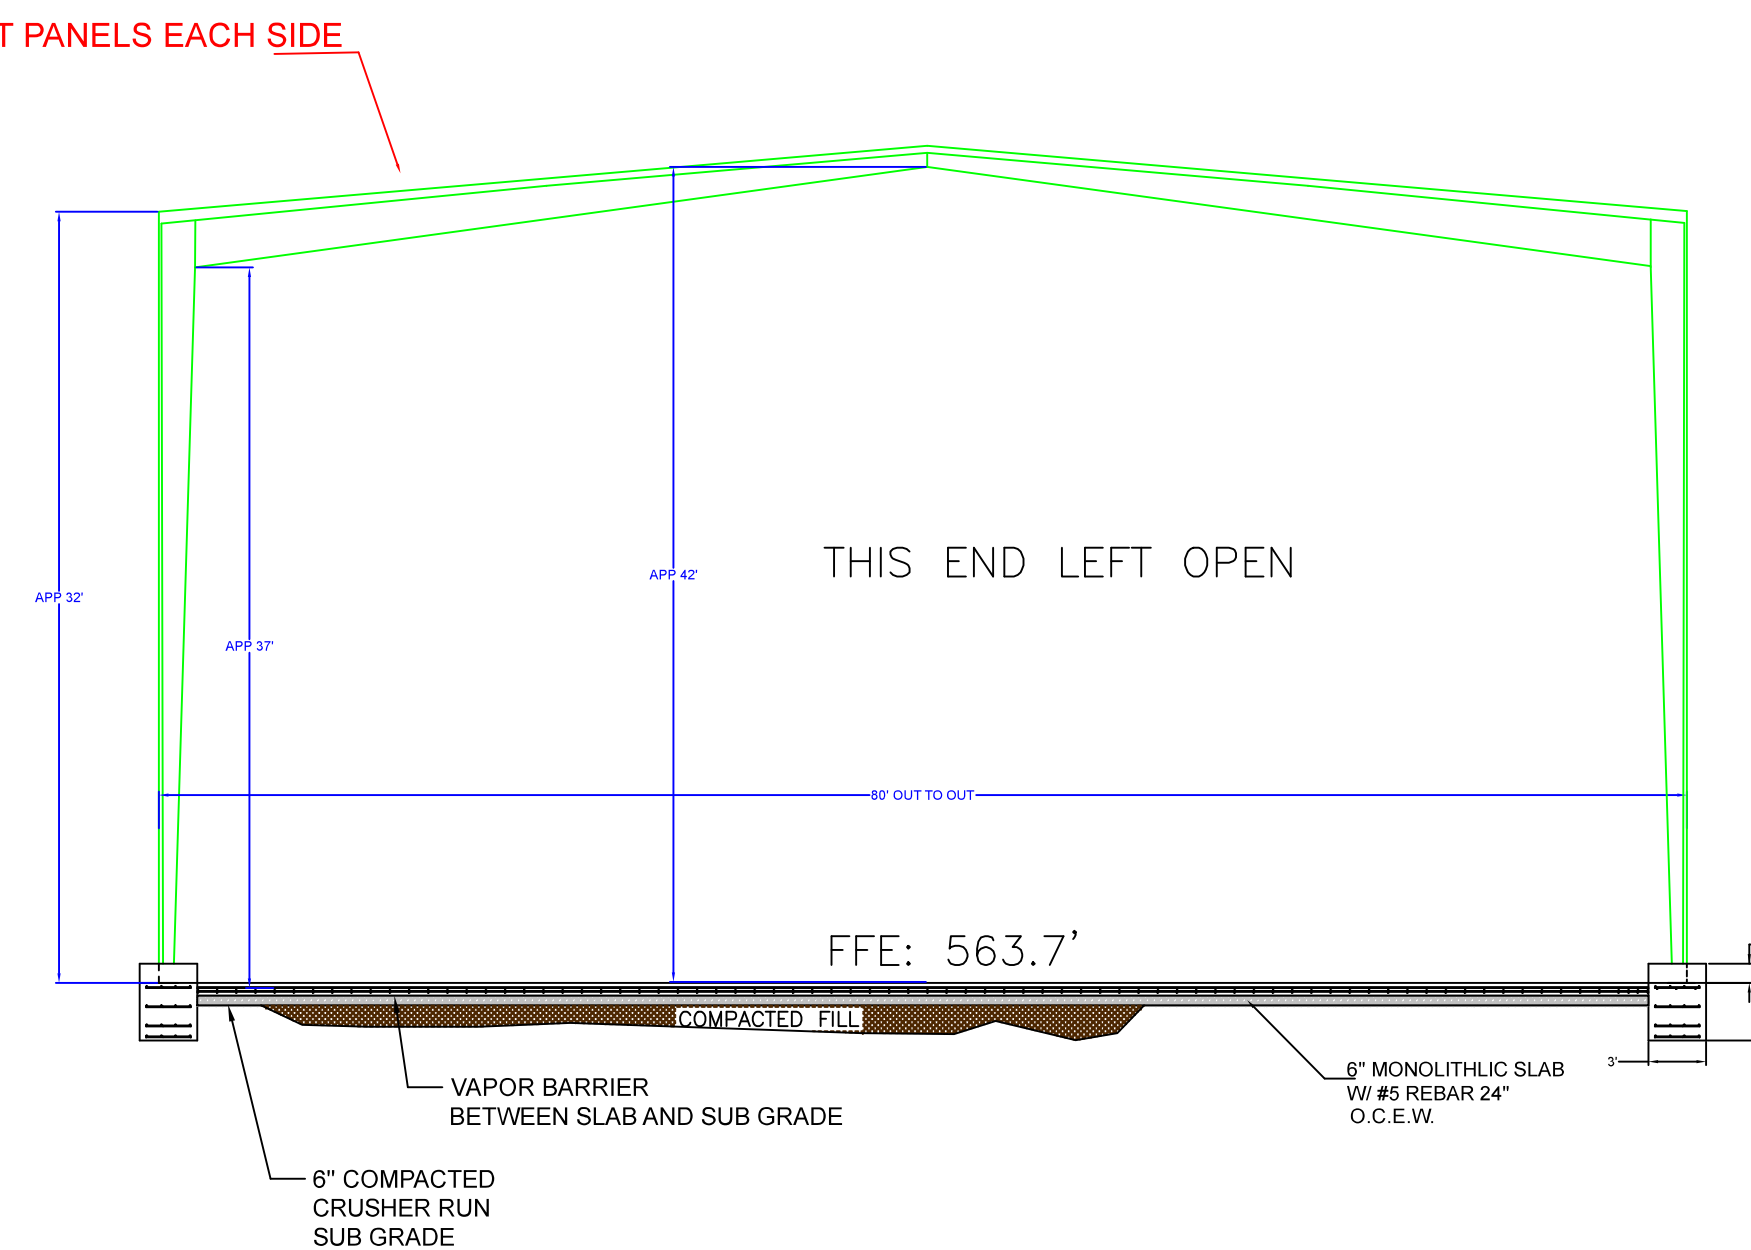 T PANELS EACH SIDE
APP 42'
THIS END LEFT OPEN
APP 32'
APP 37'
80' OUT TO OUT
FFE: 563.7'
COMPACTED FILL
3'
6" MONOLITHLIC SLAB
W/ #5 REBAR 24"
O.C.E.W.
VAPOR BARRIER
BETWEEN SLAB AND SUB GRADE
6" COMPACTED
CRUSHER RUN
SUB GRADE